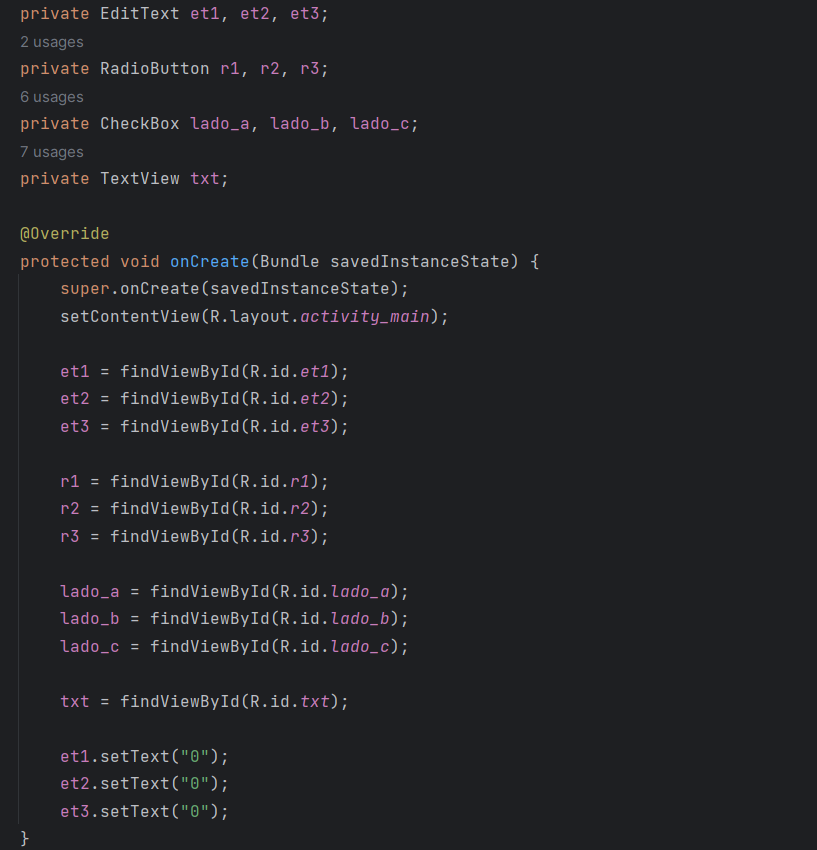 private EditText et1, et2, et3;
2 usages
private RadioButton r1, r2, r3;
6 usages
private CheckBox lado_a, lado_b, lado_c;
7 usages
private TextView txt;
@Override
protected void onCreate(Bundle savedInstanceState) {
super.onCreate(savedInstanceState);
setContentView(R.layout.activity_main);
et1 = findViewById(R.id.et1);
et2 = findViewById(R.id.et2);
et3 = findViewById(R.id.et3);
r1 = findViewById(R.id.r1);
r2 = findViewById(R.id.r2);
r3 = findViewById(R.id.r3);
lado_a = findViewById(R.id.lado_a);
lado_b = findViewById(R.id.lado_b);
lado_c = findViewById(R.id.lado_c);
txt = findViewById(R.id.txt);
et1.setText("0");
et2.setText("0");
et3.setText("0");
}